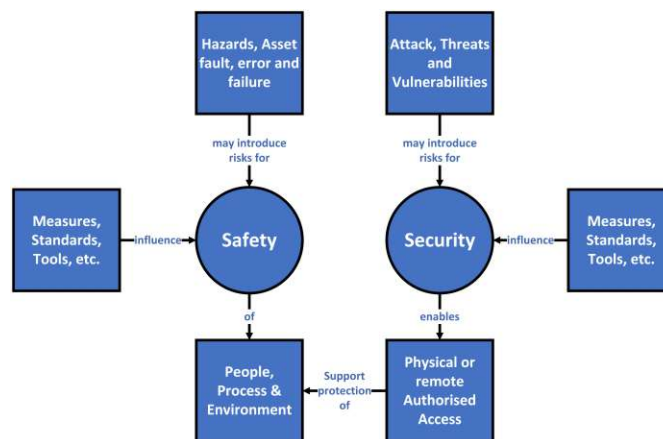 Hazards, Asset
fault, error and
failure
Attack, Threats
and
Vulnerabilities
may introduce
risks for
may introduce
risks for
Measures,
Standards,
Tools, etc.
influence
Safety
Security
influence
Measures,
Standards,
Tools, etc.
of
enables
People,
Process &
Environment
Support
protection
of
Physical or
remote
Authorised
Access